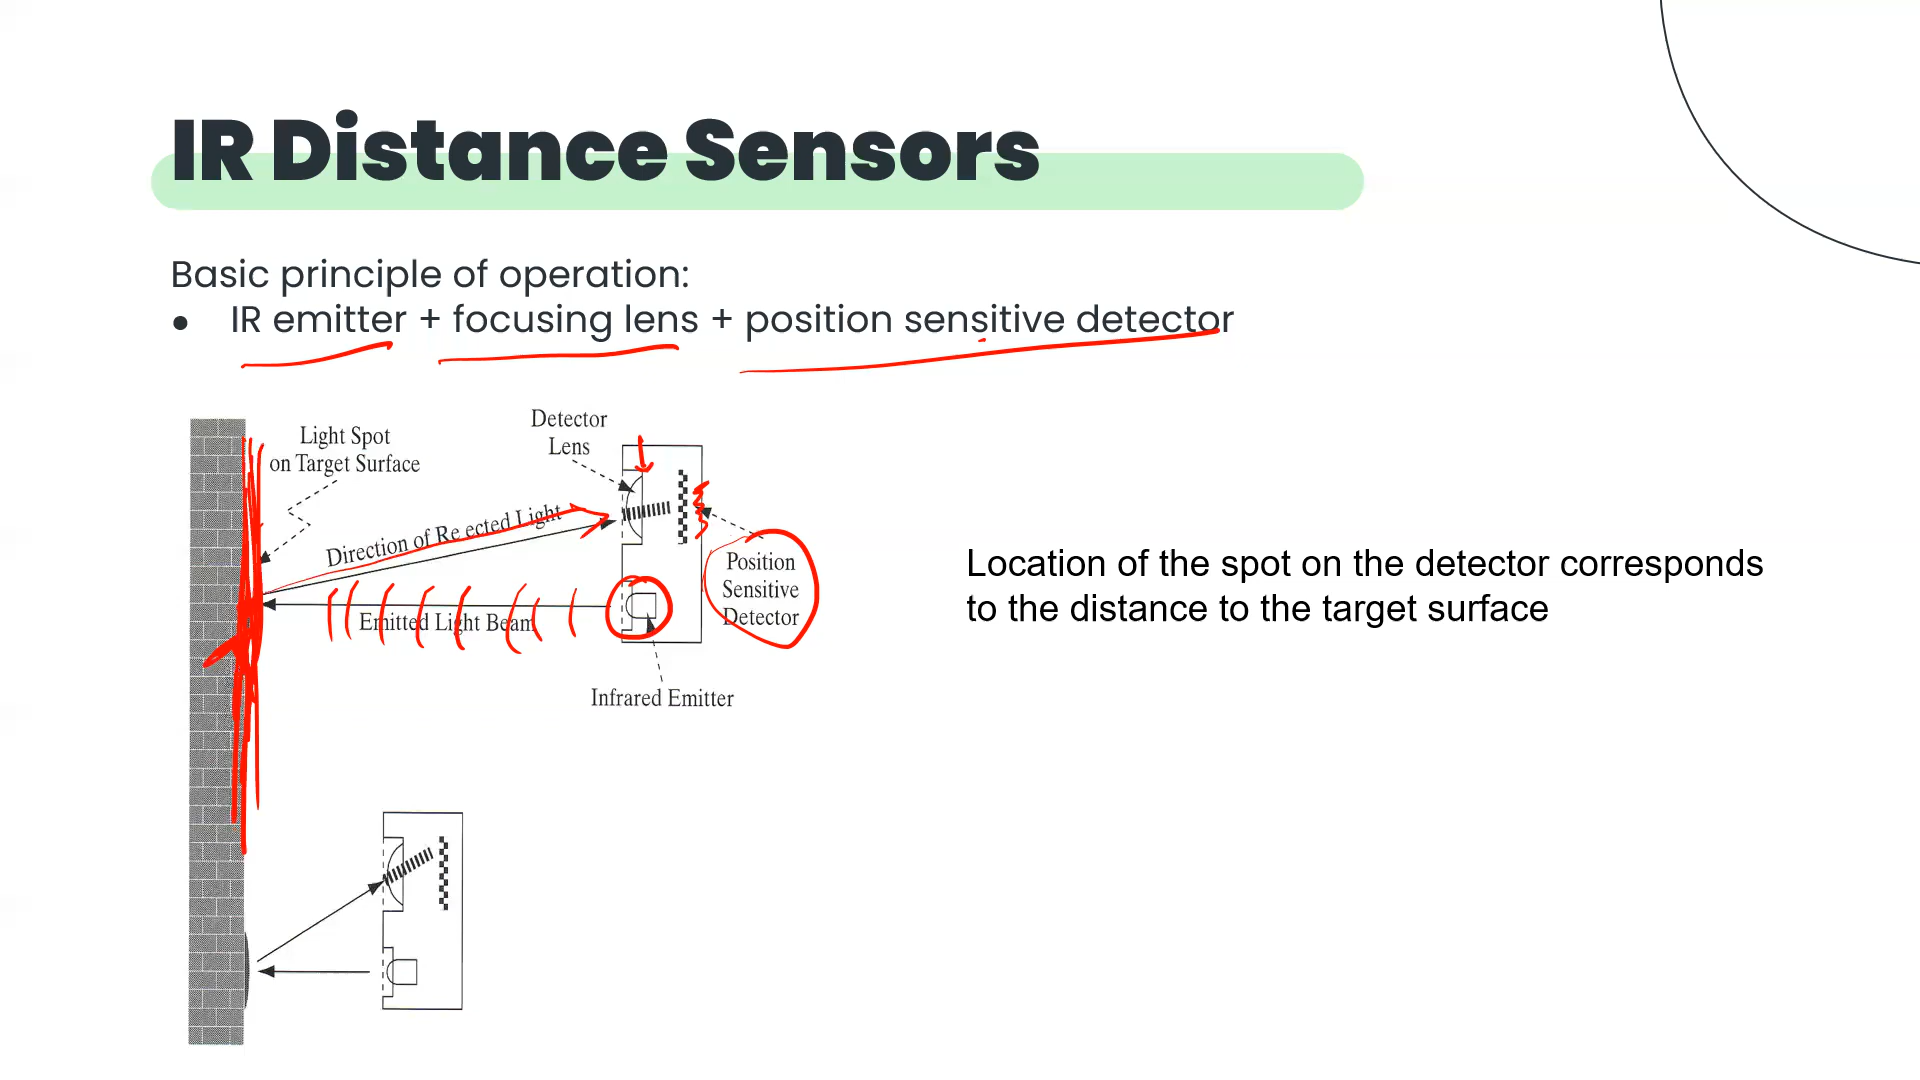 IR Distance Sensors
Basic principle of operation:
● IR emitter + focusing lens + position sensitive detector
Light Spot
on Target Surface
Detector
Lens
Direction of Re ected Light
Emitted Light Beam
Position
Sensitive
Detector
Infrared Emitter
Location of the spot on the detector corresponds
to the distance to the target surface